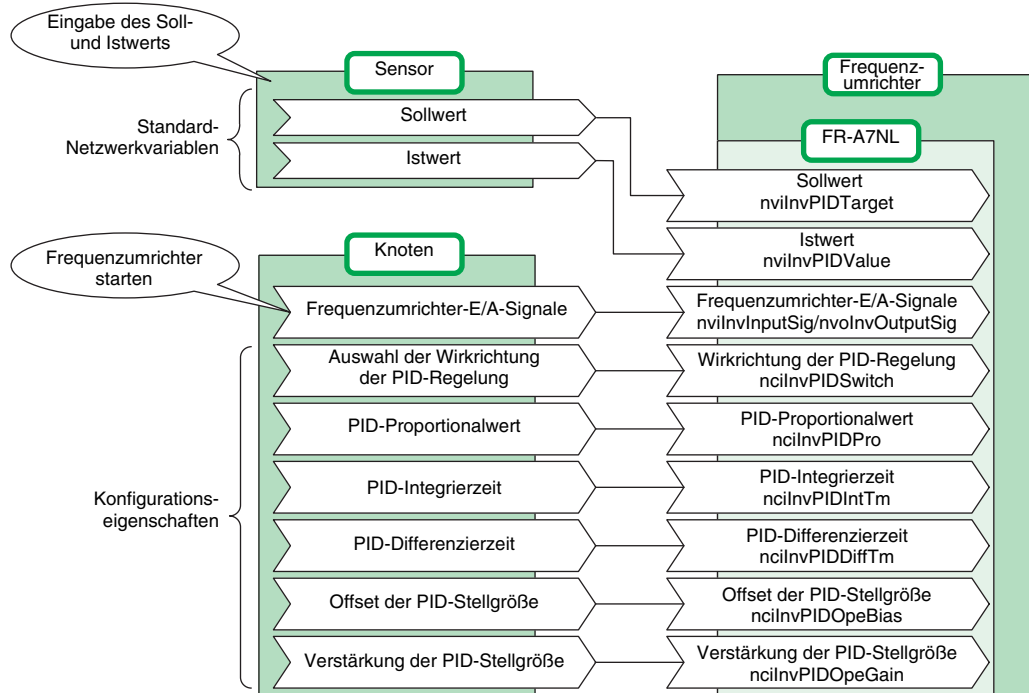 Eingabe des Soll-
und Istwerts
Sensor
Frequenz-
umrichter
Standard-
Netzwerkvariablen
Sollwert
Istwert
FR-A7NL
Sollwert
nviInvPIDTarget
Istwert
nviInvPIDValue
Knoten
Frequenzumrichter
starten
Frequenzumrichter-E/A-Signale
Frequenzumrichter-E/A-Signale
nviInvInputSig/nvoInvOutputSig
Auswahl der Wirkrichtung
der PID-Regelung
Wirkrichtung der PID-Regelung
nciInvPIDSwitch
PID-Proportionalwert
PID-Proportionalwert
nciInvPIDPro
Konfigurations-
eigenschaften
PID-Integrierzeit
PID-Integrierzeit
nciInvPIDIntTm
PID-Differenzierzeit
PID-Differenzierzeit
nciInvPIDDiffTm
Offset der PID-Stellgröße
Offset der PID-Stellgröße
nciInvPIDOpeBias
Verstärkung der PID-Stellgröße
Verstärkung der PID-Stellgröße
nciInvPIDOpeGain